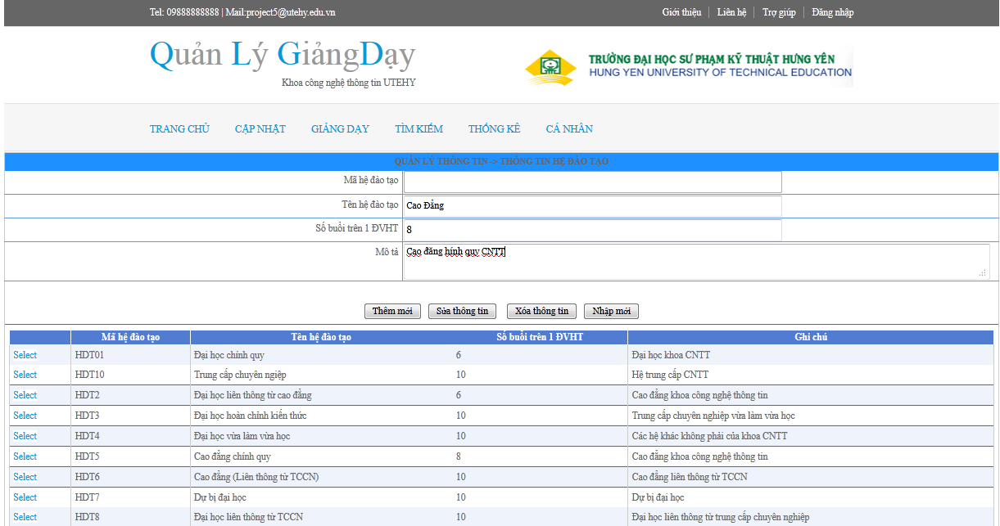 Tel: 09888888888 | Mail:project5@utehy.edu.vn
Giới thiệu Liên hệ Trợ giúp Đăng nhập
Quản Lý GiảngDạy
Khoa công nghệ thông tin UTEHY
TRƯỜNG ĐẠI HỌC SƯ PHẠM KỸ THUẬT HƯNG YÊN
HUNG YEN UNIVERSITY OF TECHNICAL EDUCATION
TRANG CHỦ CẬP NHẬT GIẢNG DẠY TÌM KIẾM THỐNG KÊ CÁ NHÂN
QUẢN LÝ THÔNG TIN -> THÔNG TIN HỆ ĐÀO TẠO
Mã hệ đào tạo
Tên hệ đào tạo Cao Đẳng
Số buổi trên 1 ĐVHT 8
Mô tả Cao đăng hính quy CNTT
Thêm mới Sửa thông tin Xóa thông tin Nhập mới
Mã hệ đào tạo Tên hệ đào tạo Số buổi trên 1 ĐVHT Ghi chú
Select HDT01 Đại học chính quy 6 Đại học khoa CNTT
Select HDT10 Trung cấp chuyên ngiệp 10 Hệ trung cấp CNTT
Select HDT2 Đại học liên thông từ cao đẳng 6 Cao đẳng khoa công nghệ thông tin
Select HDT3 Đại học hoàn chỉnh kiến thức 10 Trung cấp chuyên nghiệp vừa làm vừa học
Select HDT4 Đại học vừa làm vừa học 10 Các hệ khác không phải của khoa CNTT
Select HDT5 Cao đẳng chính quy 8 Cao đẳng khoa công nghệ thông tin
Select HDT6 Cao đẳng (Liên thông từ TCCN) 10 Cao đẳng liên thông từ TCCN
Select HDT7 Dự bị đại học 10 Dự bị đại học
Select HDT8 Đại học liên thông từ TCCN 10 Đại học liên thông từ trung cấp chuyên nghiệp